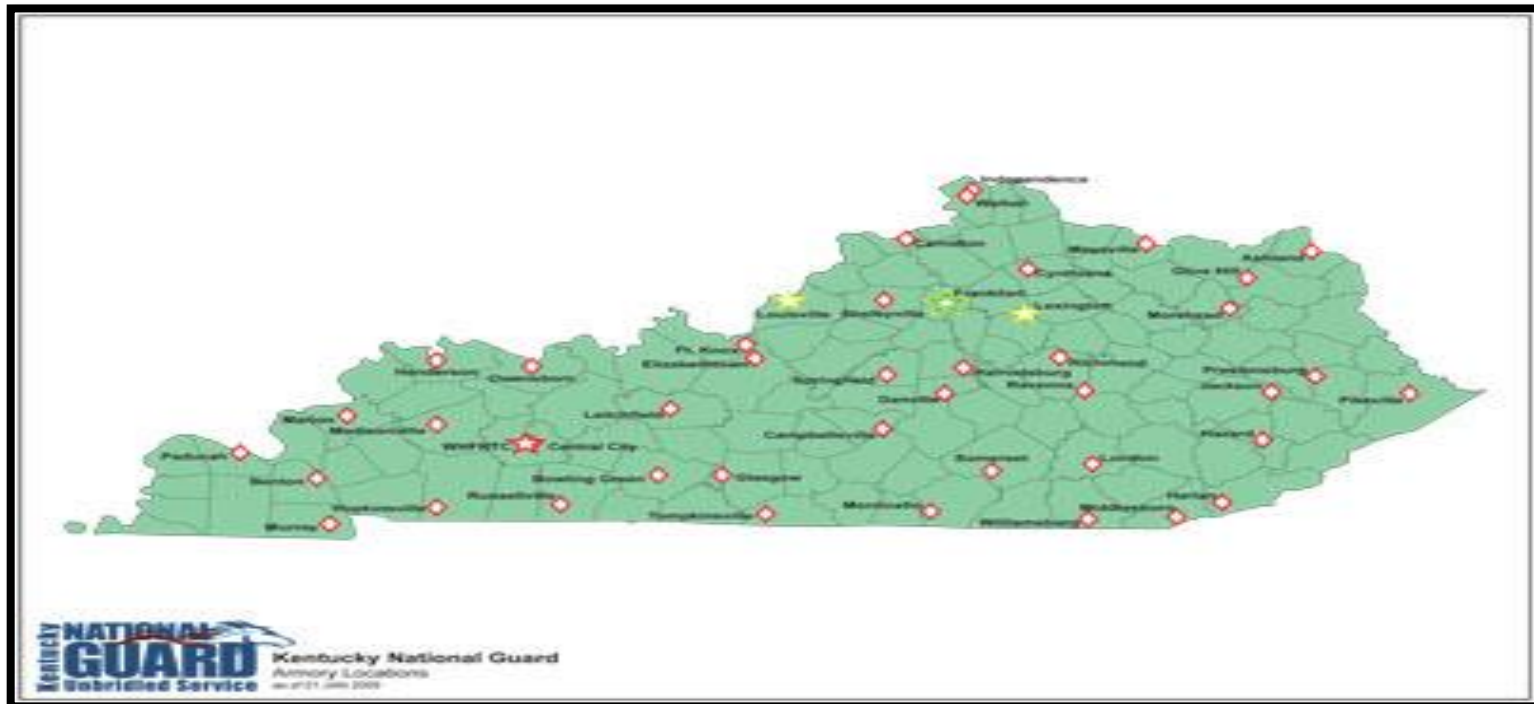 Independence
Walton
Carrollton
Maysville
Ashland
Cynthiana
Olive Hill
Frankfort
Louisville
Shelbyville
Lexington
Morehead
Ft. Knox
Elizabethtown
Henderson
Owensboro
Springfield
Harrodsburg
Richmond
Ravenna
Prestonsburg
Jackson
Danville
Pikeville
Marion
Leitchfield
Madisonville
Campbellsville
WHFRTC
Central City
Hazard
Paducah
Somerset
London
Benton
Bowling Green
Glasgow
Russellville
Harlan
Hopkinsville
Monticello
Tompkinsville
Middlesboro
Williamsburg
Murray
Kentucky
NATIONAL
GUARD
Unbridled Service
Kentucky National Guard
Armory Locations